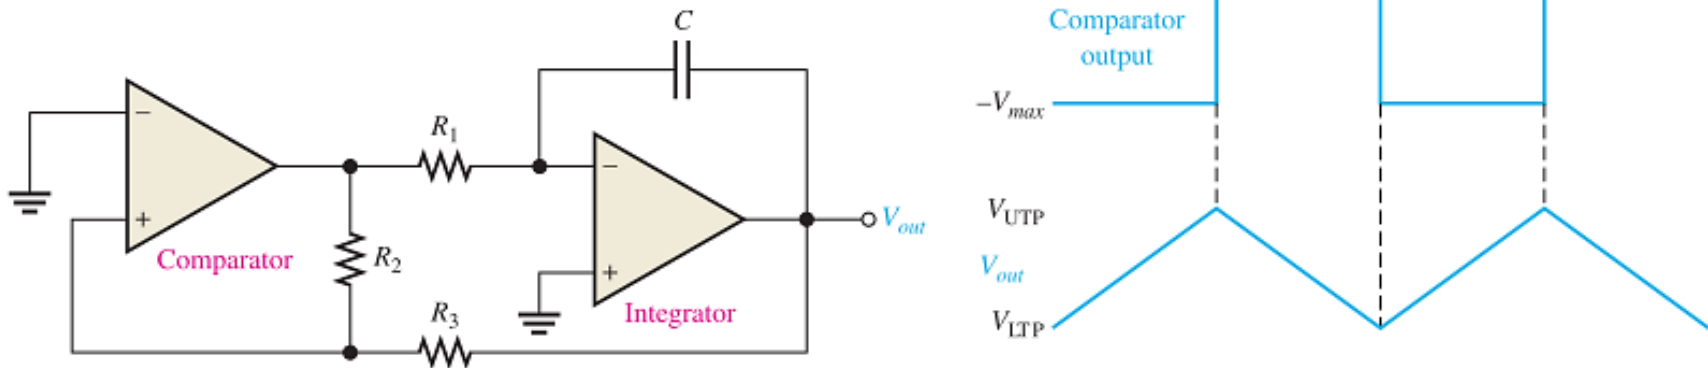 C
−
+
Comparator
R1
R2
R3
−
+
Integrator
Vout
Comparator
output
−Vmax
VUTP
Vout
VLTP